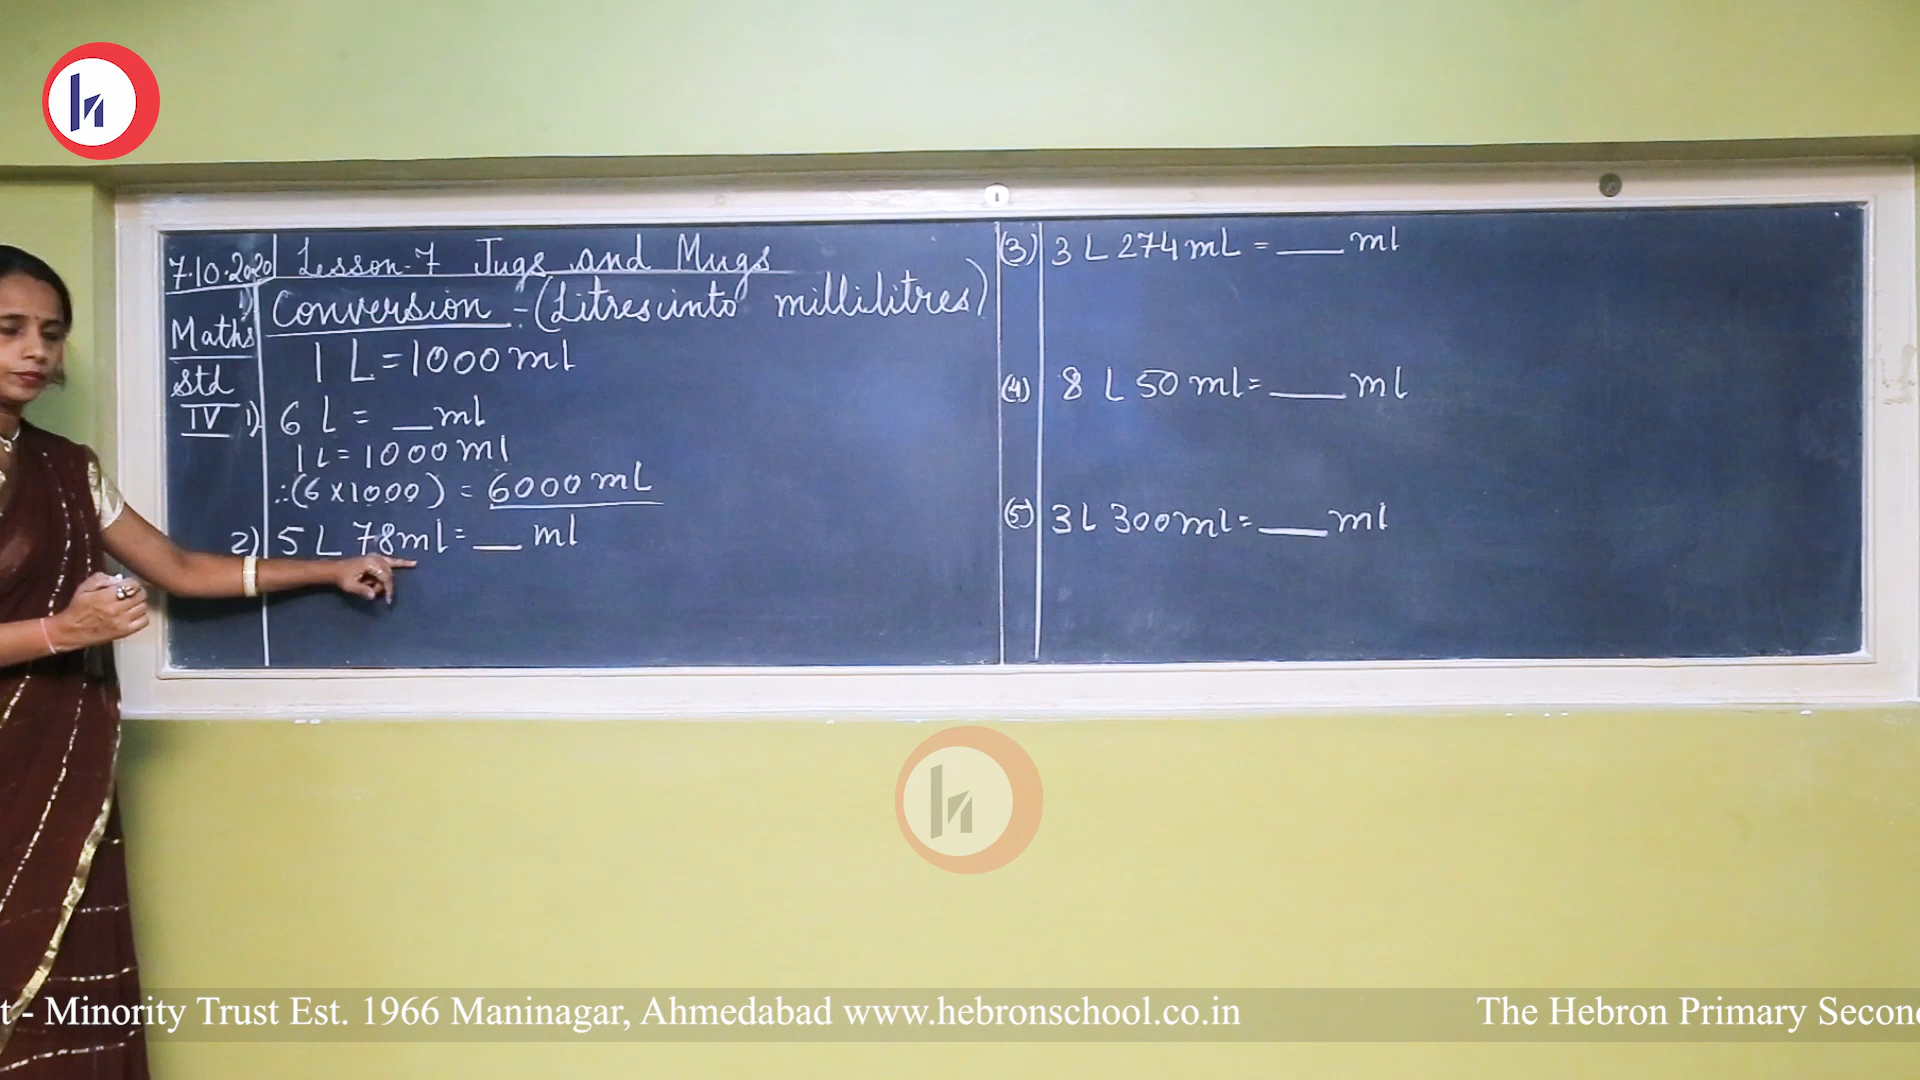 7.10.2020 Lesson-7 Jugs and Mugs
Maths
Std
IV
1) Conversion :- (Litres into millilitres)
1 L = 1000 ml
1) 6 L = __ ml
1 L = 1000 ml
∴ (6 x 1000) = 6000 ml
2) 5 L 78 ml = __ ml
(3) 3 L 274 mL = ___ ml
(4) 8 L 50 ml = ___ ml
(5) 3 L 300 ml = ___ ml
t - Minority Trust Est. 1966 Maninagar, Ahmedabad www.hebronschool.co.in The Hebron Primary Secon